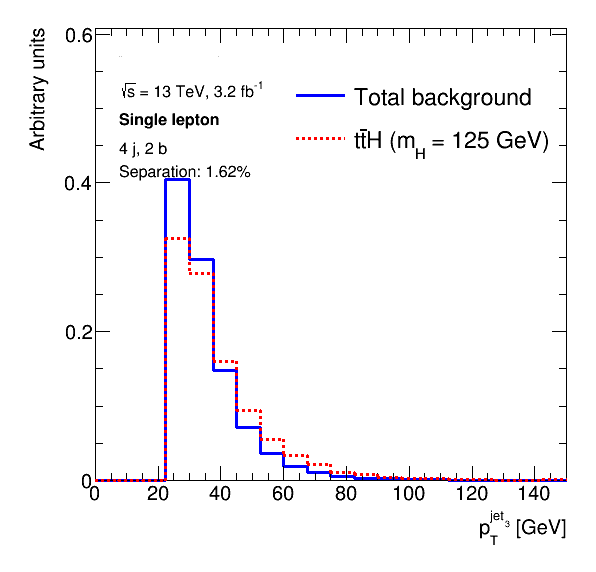 Arbitrary units
0.6
0.4
0.2
0
√s = 13 TeV, 3.2 fb⁻¹
Single lepton
4 j, 2 b
Separation: 1.62%
Total background
tt̄H (m_H = 125 GeV)
0 20 40 60 80 100 120 140
p_T^jet_3 [GeV]